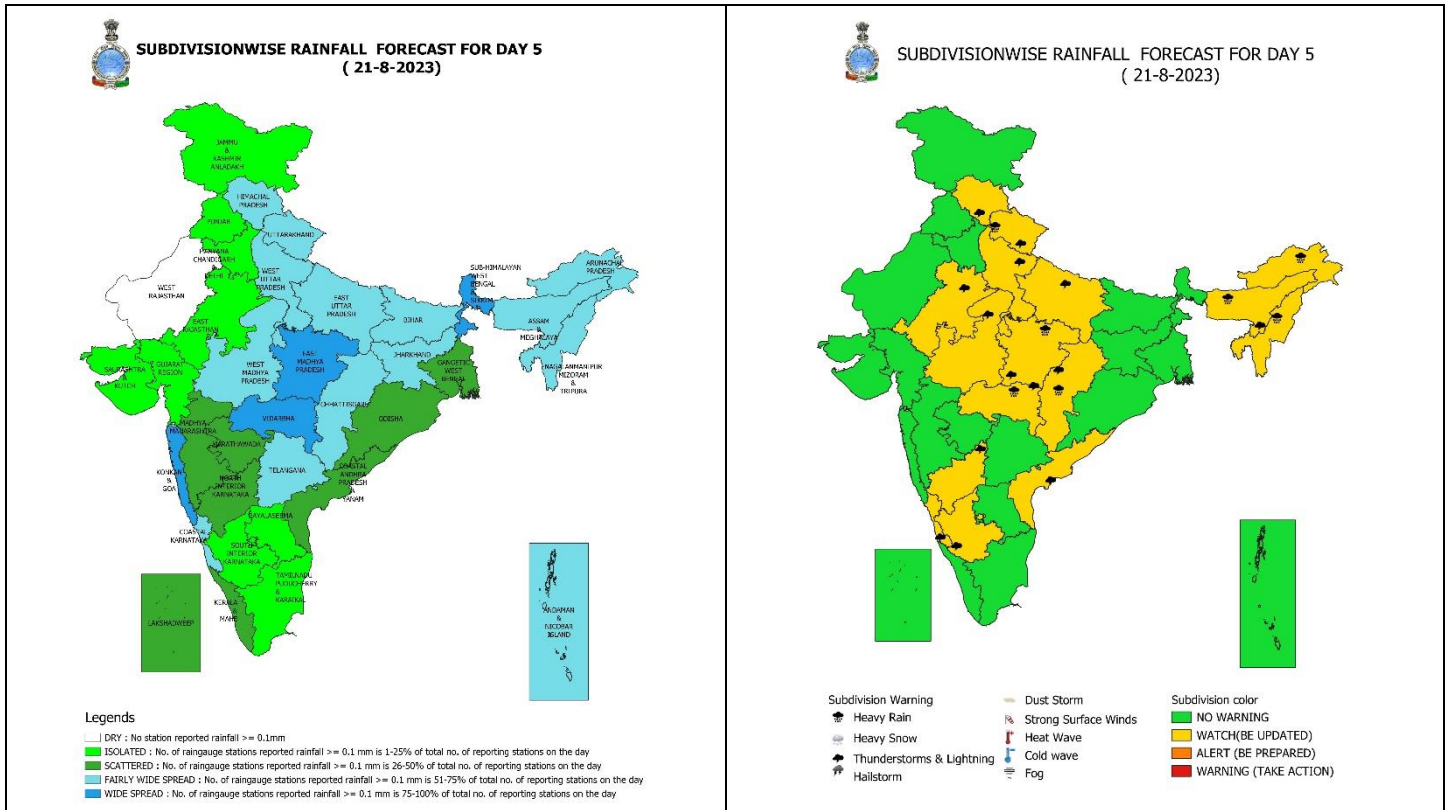 SUBDIVISIONWISE RAINFALL FORECAST FOR DAY 5
( 21-8-2023)
JAMMU
&
KASHMIR
ANLADAKH
HIMACHAL
PRADESH
PUNJAB
UTTARAKHAND
CHANDIGARH
&
DELHI
WEST
RAJASTHAN
WEST
UTTAR
PRADESH
EAST
UTTAR
PRADESH
SUB-HIMALAYAN
WEST
BENGAL
&
ARUNACHAL
PRADESH
ASSAM
&
MEGHALAYA
NAGALANMANIPUR
MIZORAM
&
TRIPURA
EAST
RAJASTHAN
BIHAR
JHARKHAND
GANGETIC
WEST
BENGAL
SAURASHTRA
&
KUTCH
GUJARAT
REGION
WEST
MADHYA
PRADESH
EAST
MADHYA
PRADESH
CHHATTISGARH
ODISHA
VIDARBHA
MADHYA
MAHARASHTRA
MARATHAWADA
KONKAN
&
GOA
TELANGANA
COASTAL
ANDHRA
PRADESH
&
YANAM
NORTH
INTERIOR
KARNATAKA
RAYALASEEMA
COASTAL
KARNATAKA
SOUTH
INTERIOR
KARNATAKA
TAMILNADU
PUDUCHERRY
&
KARAIKAL
KERALA
&
MAHE
LAKSHADWEEP
ANDAMAN
&
NICOBAR
ISLAND
Legends
DRY : No station reported rainfall >= 0.1mm
ISOLATED : No. of raingauge stations reported rainfall >= 0.1 mm is 1-25% of total no. of reporting stations on the day
SCATTERED : No. of raingauge stations reported rainfall >= 0.1 mm is 26-50% of total no. of reporting stations on the day
FAIRLY WIDE SPREAD : No. of raingauge stations reported rainfall >= 0.1 mm is 51-75% of total no. of reporting stations on the day
WIDE SPREAD : No. of raingauge stations reported rainfall >= 0.1 mm is 75-100% of total no. of reporting stations on the day
SUBDIVISIONWISE RAINFALL FORECAST FOR DAY 5
( 21-8-2023)
Subdivision Warning
Heavy Rain
Heavy Snow
Thunderstorms & Lightning
Hailstorm
Dust Storm
Strong Surface Winds
Heat Wave
Cold wave
Fog
Subdivision color
NO WARNING
WATCH(BE UPDATED)
ALERT (BE PREPARED)
WARNING (TAKE ACTION)